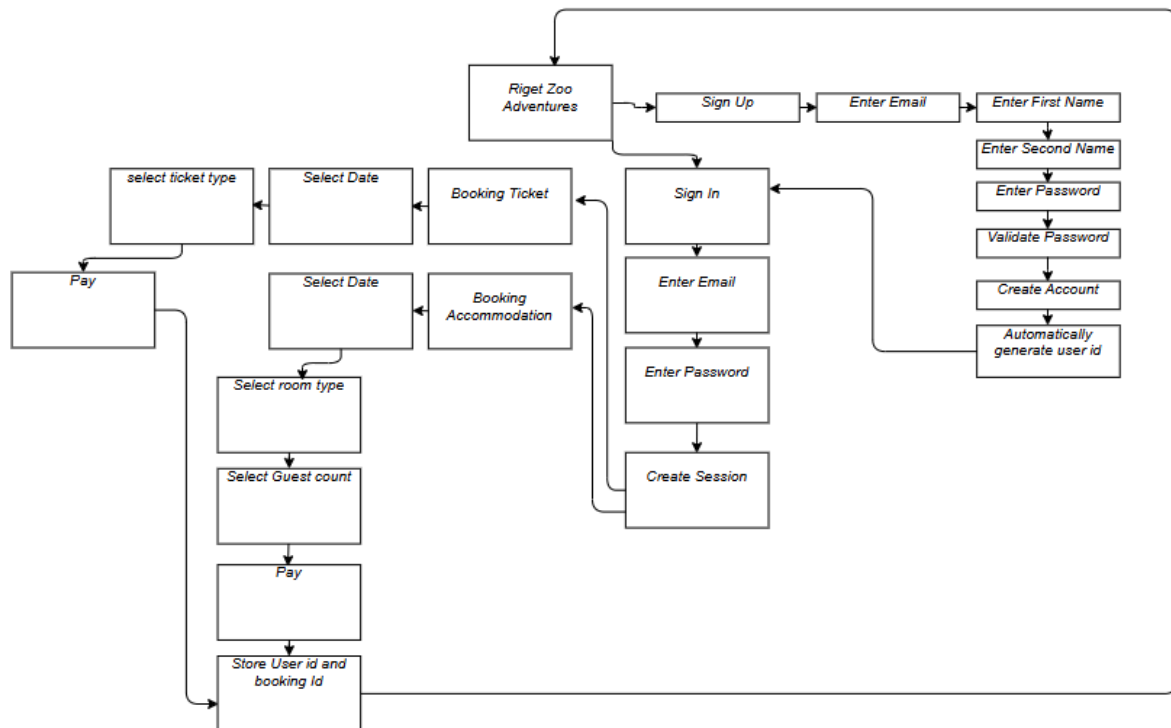 Riget Zoo
Adventures
Sign Up
Enter Email
Enter First Name
Enter Second Name
Enter Password
Validate Password
Create Account
Automatically
generate user id
Sign In
Enter Email
Enter Password
Create Session
Booking Ticket
Select Date
select ticket type
Pay
Booking
Accommodation
Select Date
Select room type
Select Guest count
Pay
Store User id and
booking Id